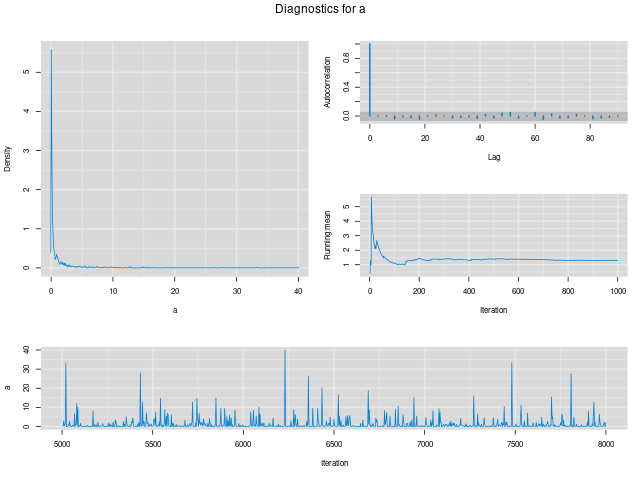 Diagnostics for a
Density
5
4
3
2
1
0
0 10 20 30 40
a
Autocorrelation
0.8
0.4
0.0
0 20 40 60 80
Lag
Running mean
5
4
3
2
1
0 200 400 600 800 1000
Iteration
a
40
30
20
10
0
5000 5500 6000 6500 7000 7500 8000
Iteration